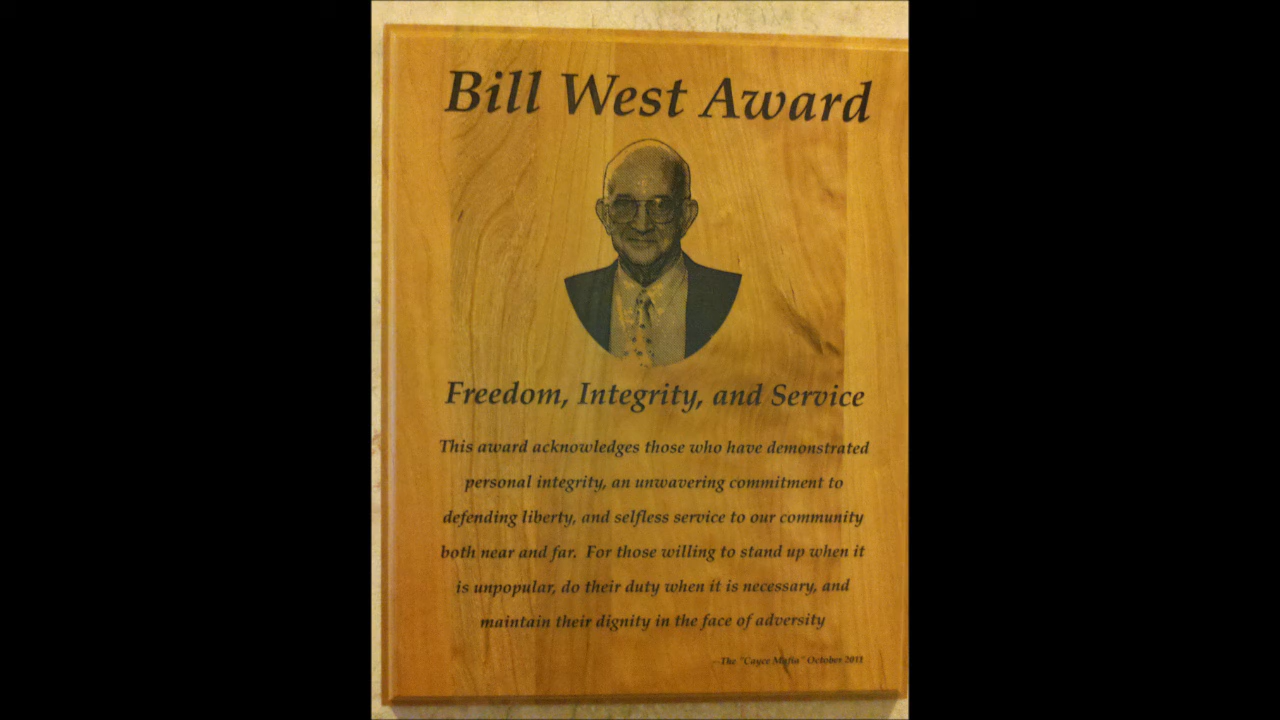 Bill West Award
Freedom, Integrity, and Service
This award acknowledges those who have demonstrated
personal integrity, an unwavering commitment to
defending liberty, and selfless service to our community
both near and far.  For those willing to stand up when it
is unpopular, do their duty when it is necessary, and
maintain their dignity in the face of adversity
--The "Cayce Mafia" October 2011